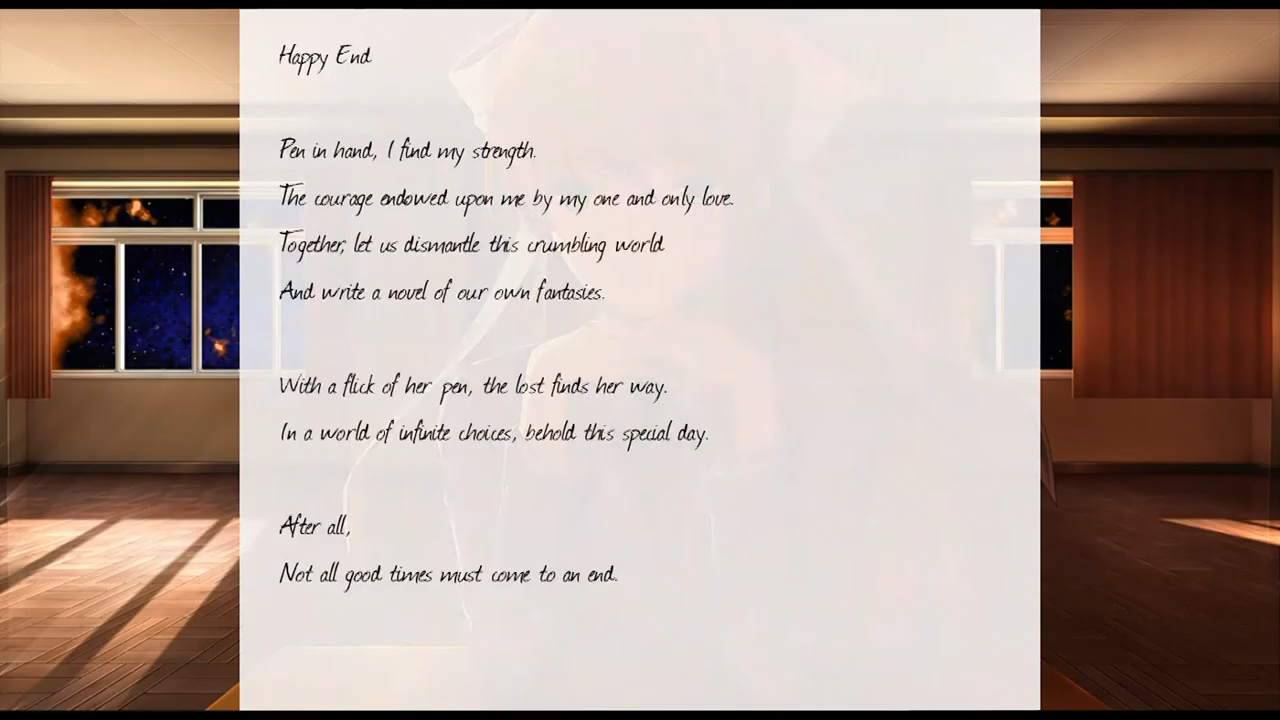 Happy End
Pen in hand, I find my strength.
The courage endowed upon me by my one and only love.
Together, let us dismantle this crumbling world
And write a novel of our own fantasies.
With a flick of her pen, the lost finds her way.
In a world of infinite choices, behold this special day.
After all,
Not all good times must come to an end.